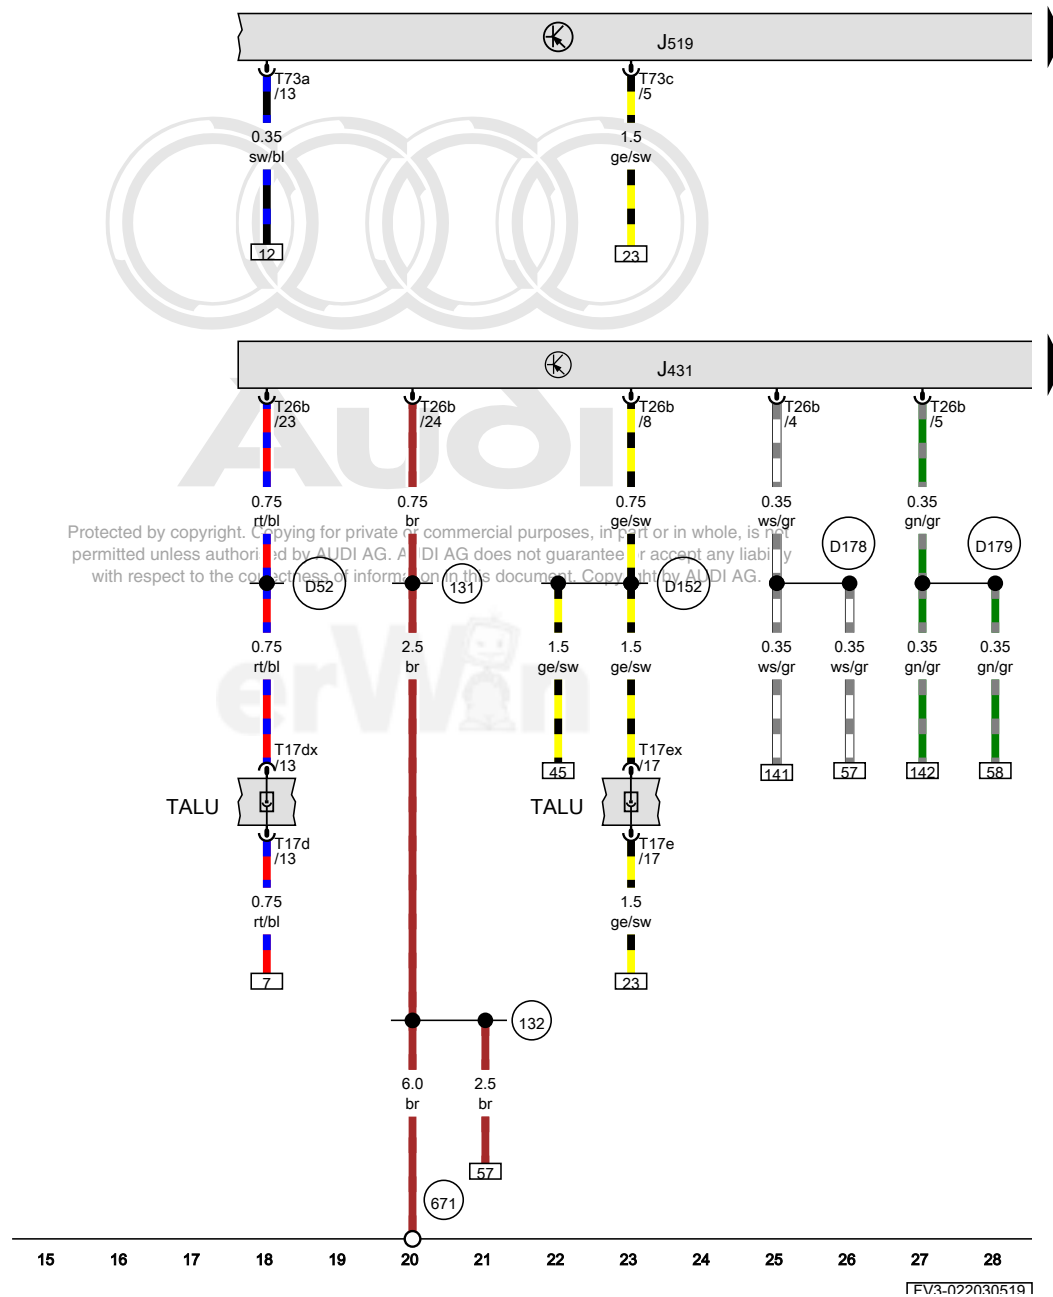 J519
T73a
/13
T73c
/5
0.35
sw/bl
1.5
ge/sw
12
23
J431
Audi
T26b
/23
T26b
/24
T26b
/8
T26b
/4
T26b
/5
0.75
rt/bl
0.75
br
0.75
ge/sw
0.35
ws/gr
0.35
gn/gr
Protected by copyright. Copying for private or commercial purposes, in part or in whole, is not
permitted unless authorised by AUDI AG. AUDI AG does not guarantee or accept any liability
with respect to the correctness of information in this document. Copyright by AUDI AG.
D178
D179
D52
131
D152
0.75
rt/bl
2.5
br
1.5
ge/sw
1.5
ge/sw
0.35
ws/gr
0.35
ws/gr
0.35
gn/gr
0.35
gn/gr
erWin
T17dx
/13
T17ex
/17
45
141
57
142
58
TALU
TALU
T17d
/13
T17e
/17
0.75
rt/bl
1.5
ge/sw
7
23
132
6.0
br
2.5
br
57
671
15 16 17 18 19 20 21 22 23 24 25 26 27 28
EV3-022030519